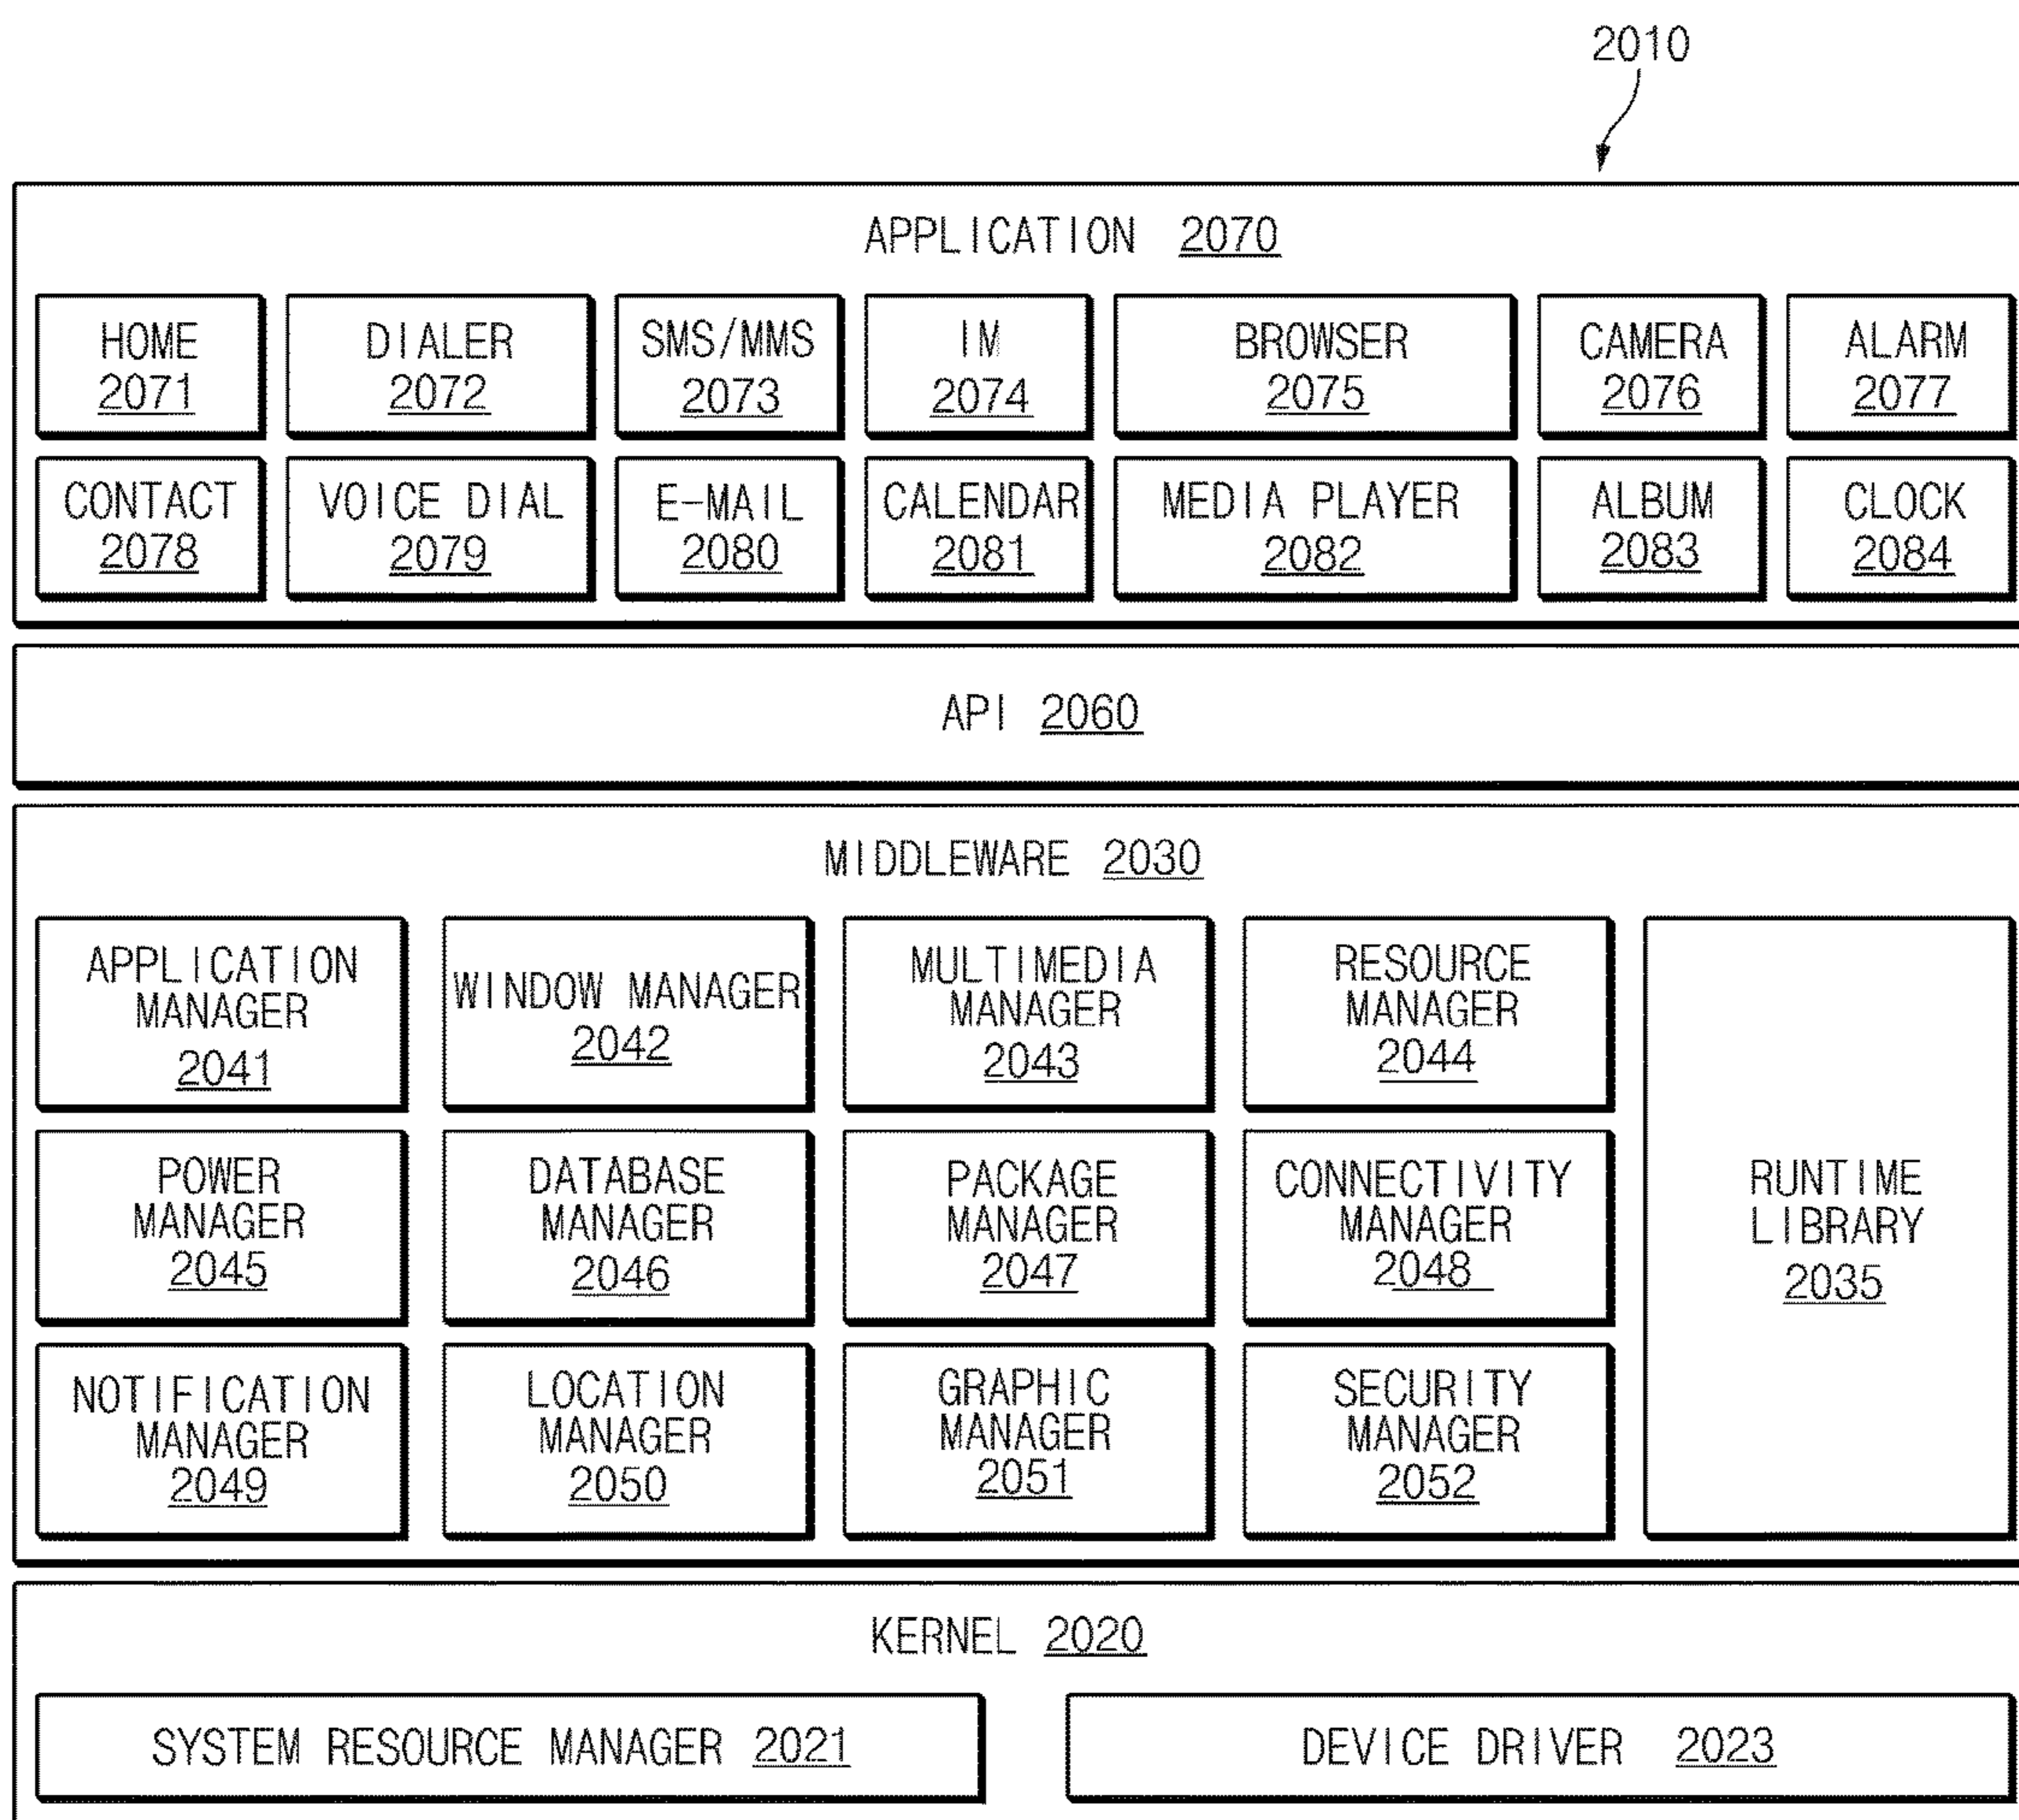 2010
APPLICATION 2070
HOME
2071
DIALER
2072
SMS/MMS
2073
IM
2074
BROWSER
2075
CAMERA
2076
ALARM
2077
CONTACT
2078
VOICE DIAL
2079
E-MAIL
2080
CALENDAR
2081
MEDIA PLAYER
2082
ALBUM
2083
CLOCK
2084
API 2060
MIDDLEWARE 2030
APPLICATION
MANAGER
2041
WINDOW MANAGER
2042
MULTIMEDIA
MANAGER
2043
RESOURCE
MANAGER
2044
POWER
MANAGER
2045
DATABASE
MANAGER
2046
PACKAGE
MANAGER
2047
CONNECTIVITY
MANAGER
2048
RUNTIME
LIBRARY
2035
NOTIFICATION
MANAGER
2049
LOCATION
MANAGER
2050
GRAPHIC
MANAGER
2051
SECURITY
MANAGER
2052
KERNEL 2020
SYSTEM RESOURCE MANAGER 2021
DEVICE DRIVER 2023